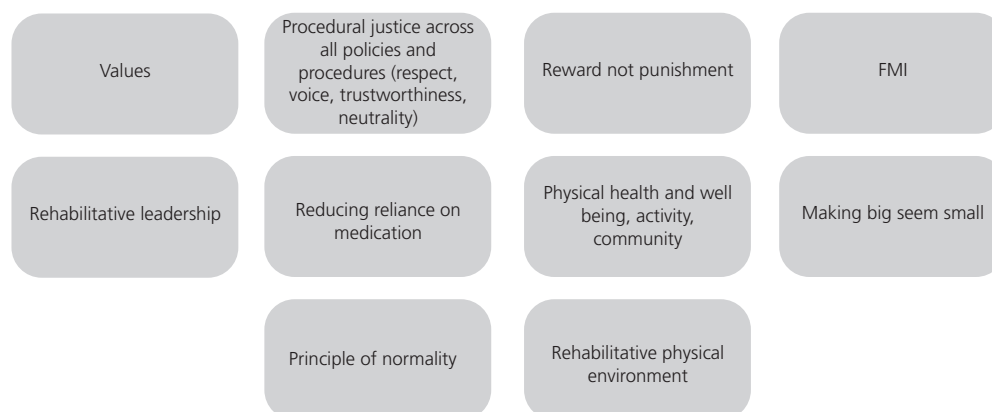 Values
Procedural justice across
all policies and
procedures (respect,
voice, trustworthiness,
neutrality)
Reward not punishment
FMI
Rehabilitative leadership
Reducing reliance on
medication
Physical health and well
being, activity,
community
Making big seem small
Principle of normality
Rehabilitative physical
environment